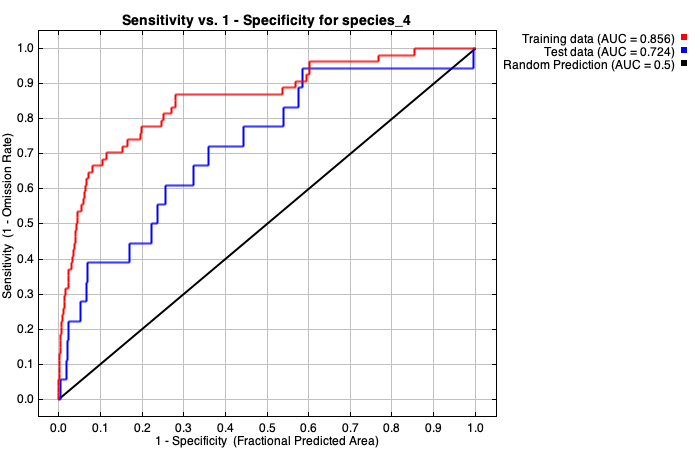 Sensitivity vs. 1 - Specificity for species_4
Training data (AUC = 0.856)
Test data (AUC = 0.724)
Random Prediction (AUC = 0.5)
Sensitivity (1 - Omission Rate)
1.0
0.9
0.8
0.7
0.6
0.5
0.4
0.3
0.2
0.1
0.0
0.0 0.1 0.2 0.3 0.4 0.5 0.6 0.7 0.8 0.9 1.0
1 - Specificity (Fractional Predicted Area)